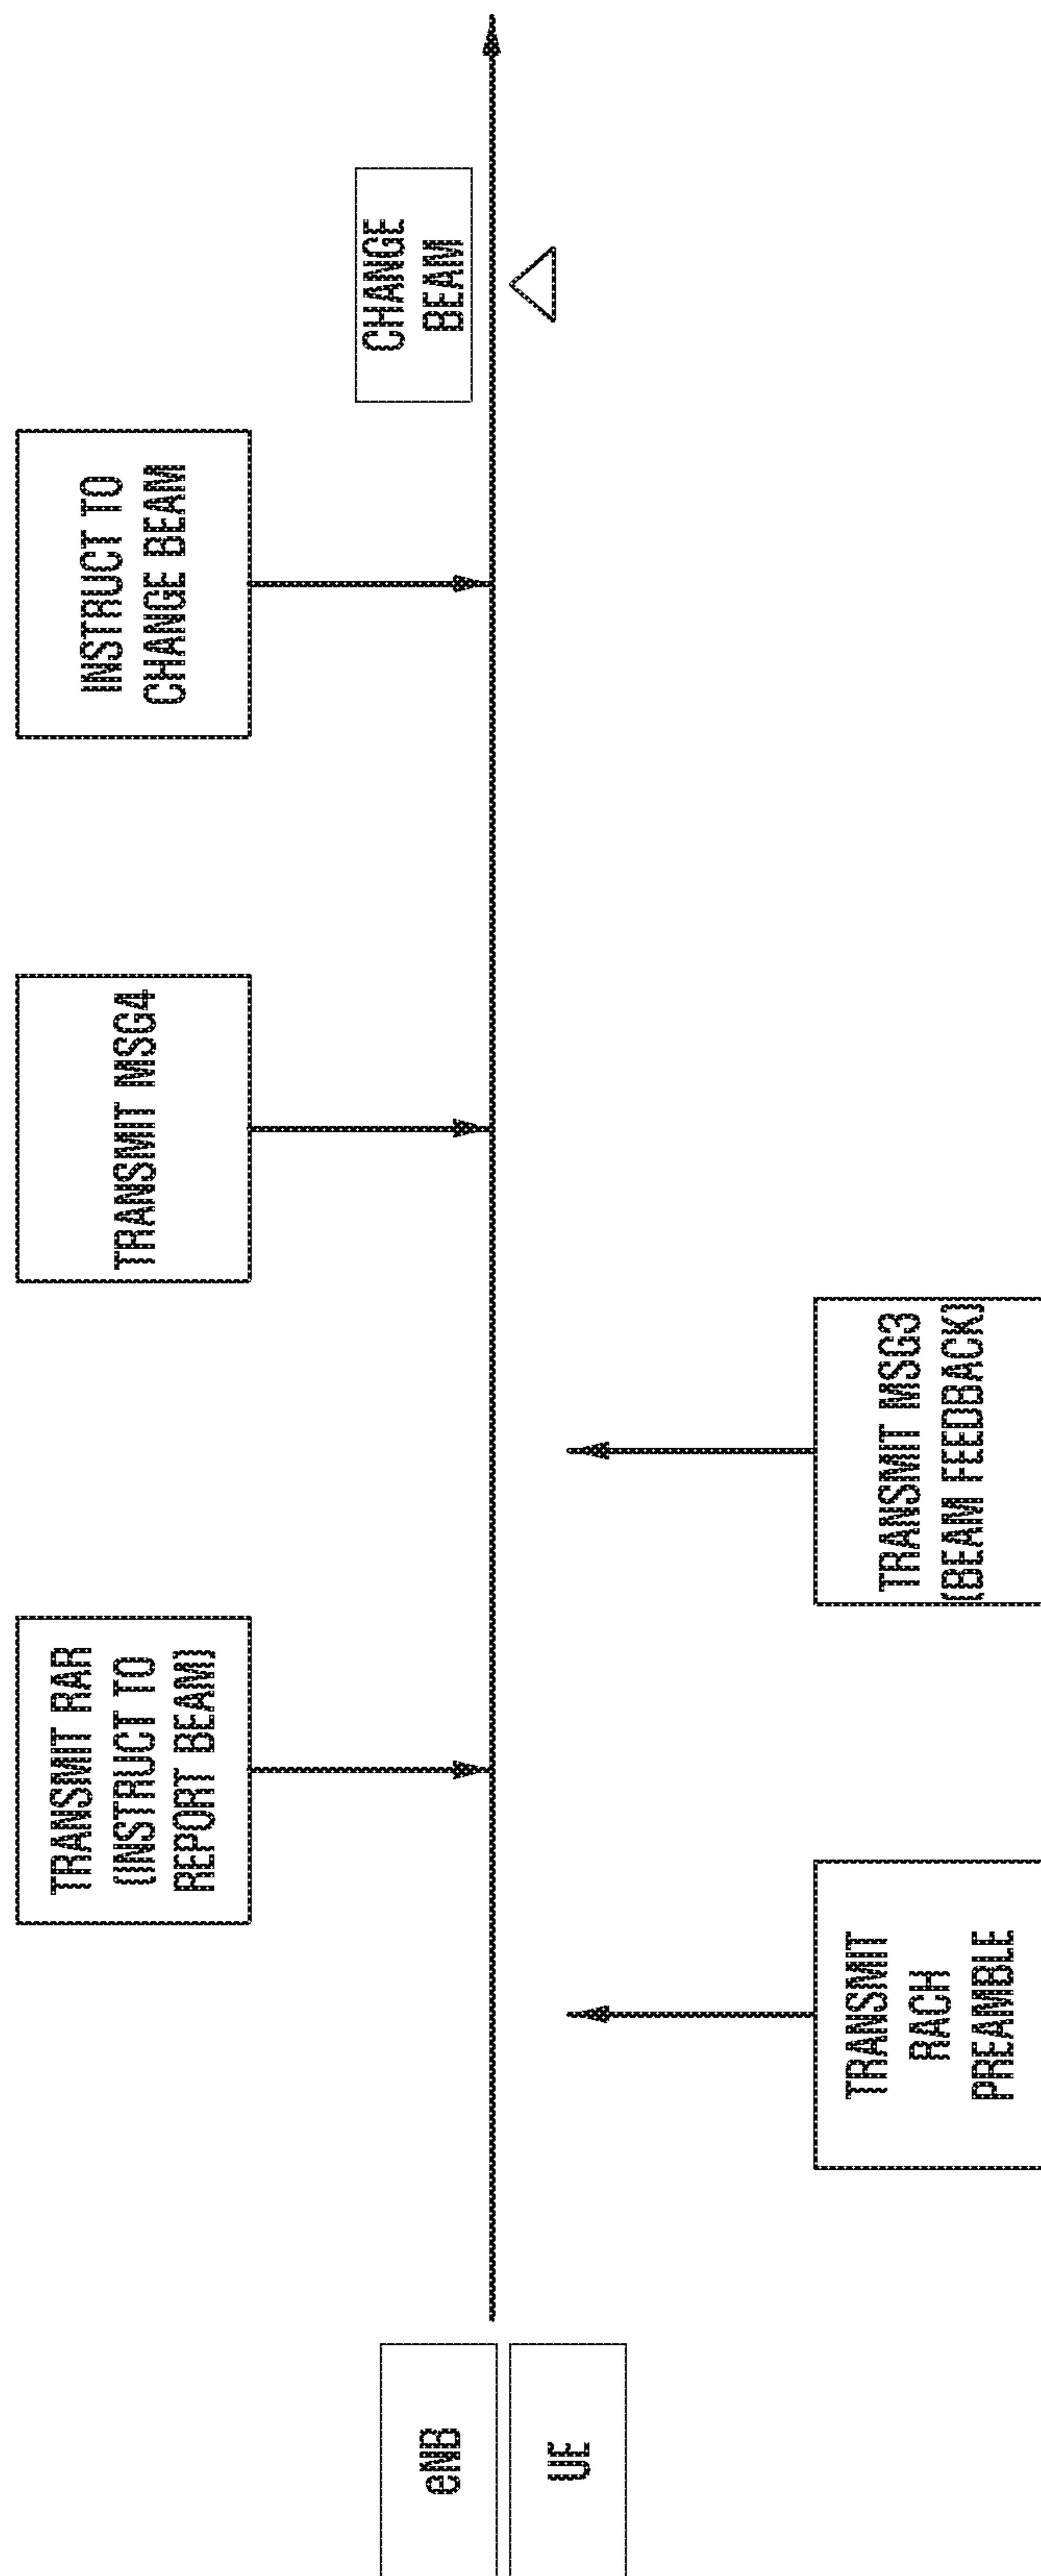 eNB
UE
TRANSMIT
RACH
PREAMBLE
TRANSMIT RAR
(INSTRUCT TO
REPORT BEAM)
TRANSMIT MSG3
(BEAM FEEDBACK)
TRANSMIT MSG4
INSTRUCT TO
CHANGE BEAM
CHANGE
BEAM